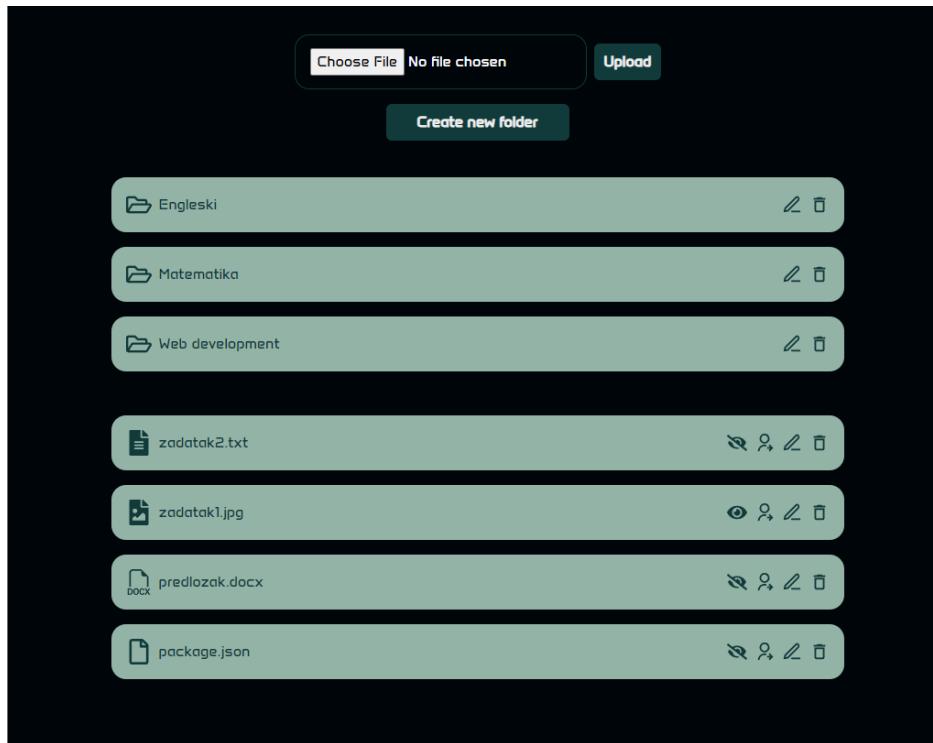 Choose File No file chosen Upload
Create new folder
Engleski
Matematika
Web development
zadatak2.txt
zadatak1.jpg
DOCX predlozak.docx
package.json